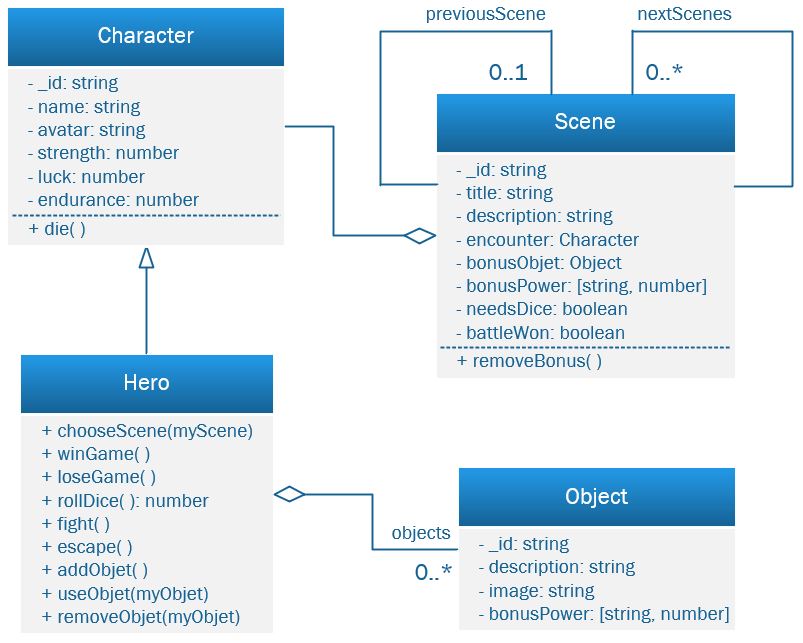 previousScene
nextScenes
0..1
0..*
Character
- _id: string
- name: string
- avatar: string
- strength: number
- luck: number
- endurance: number
+ die( )
Scene
- _id: string
- title: string
- description: string
- encounter: Character
- bonusObjet: Object
- bonusPower: [string, number]
- needsDice: boolean
- battleWon: boolean
+ removeBonus( )
Hero
+ chooseScene(myScene)
+ winGame( )
+ loseGame( )
+ rollDice( ): number
+ fight( )
+ escape( )
+ addObjet( )
+ useObjet(myObjet)
+ removeObjet(myObjet)
objects
0..*
Object
- _id: string
- description: string
- image: string
- bonusPower: [string, number]